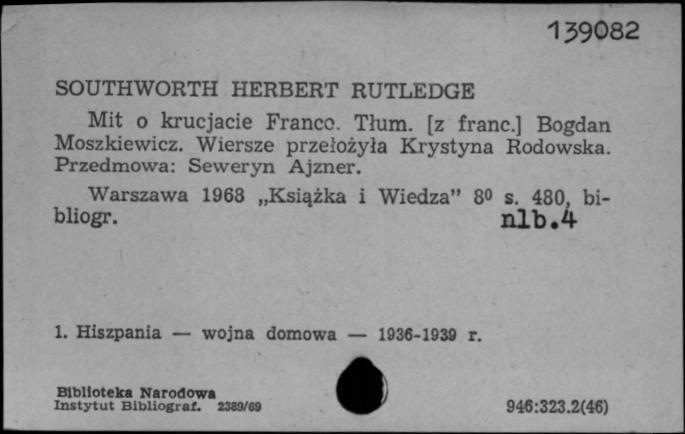 139082
SOUTHWORTH HERBERT RUTLEDGE
Mit o krucjacie Franco. Tłum. [z franc.] Bogdan
Moszkiewicz. Wiersze przełożyła Krystyna Rodowska.
Przedmowa: Seweryn Ajzner.
Warszawa 1968 „Książka i Wiedza” 8⁰ s. 480, bi-
bliogr. nlb.4
1. Hiszpania — wojna domowa — 1936-1939 r.
Biblioteka Narodowa
Instytut Bibliograf. 2389/69
946:323.2(46)